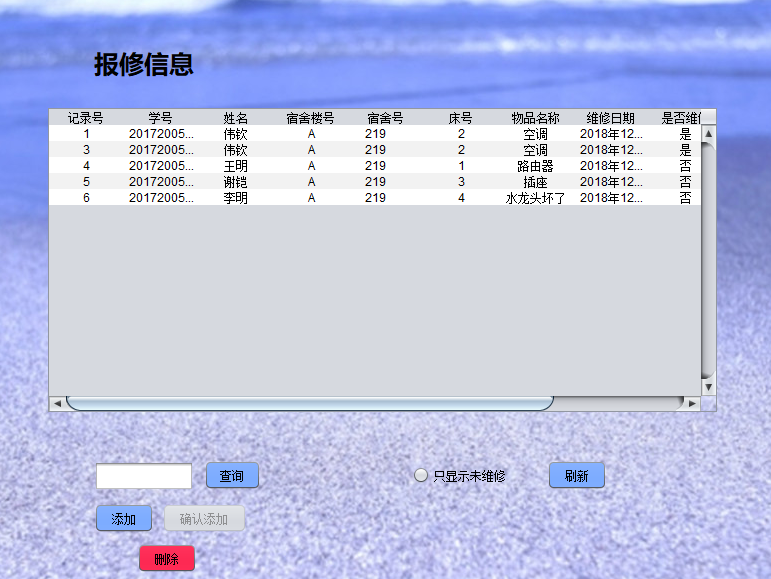 报修信息
记录号 学号 姓名 宿舍楼号 宿舍号 床号 物品名称 维修日期 是否维
1 20172005... 伟钦 A 219 2 空调 2018年12... 是
3 20172005... 伟钦 A 219 2 空调 2018年12... 是
4 20172005... 王明 A 219 1 路由器 2018年12... 否
5 20172005... 谢铠 A 219 3 插座 2018年12... 否
6 20172005... 李明 A 219 4 水龙头坏了 2018年12... 否
查询 只显示未维修 刷新
添加 确认添加
删除